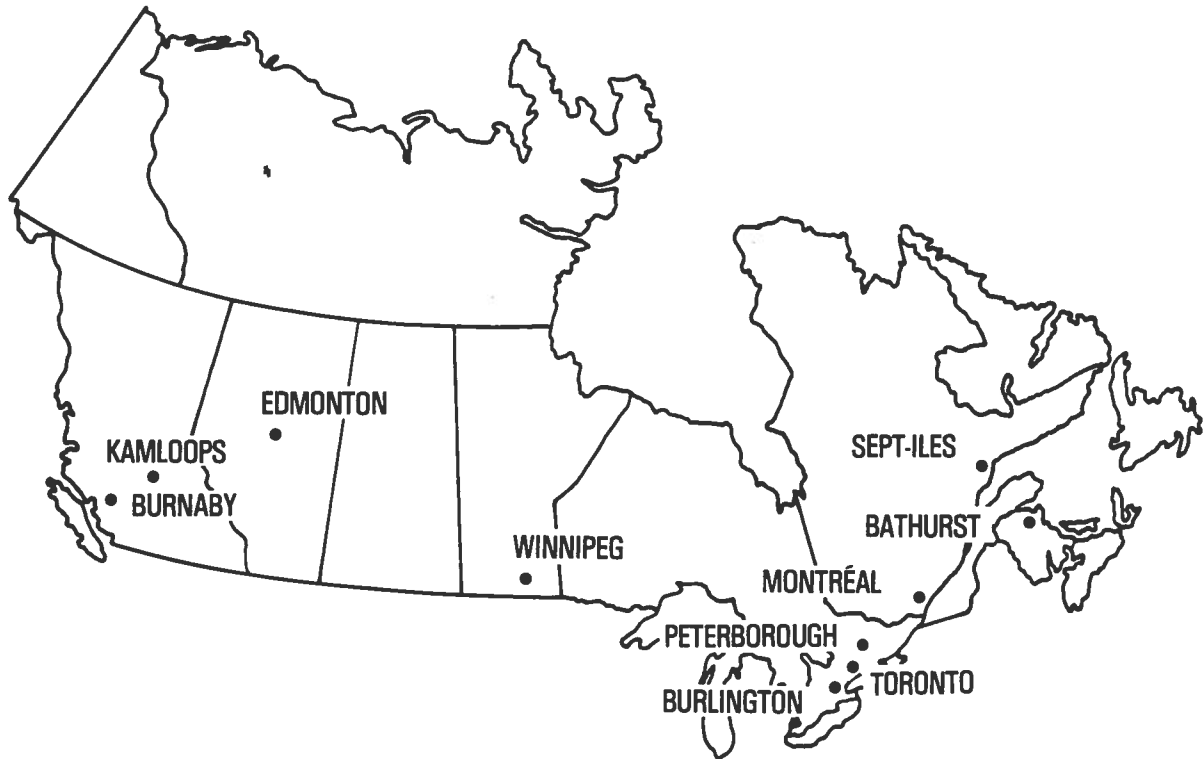 EDMONTON
KAMLOOPS
BURNABY
SEPT-ILES
BATHURST
WINNIPEG
MONTRÉAL
PETERBOROUGH
TORONTO
BURLINGTON